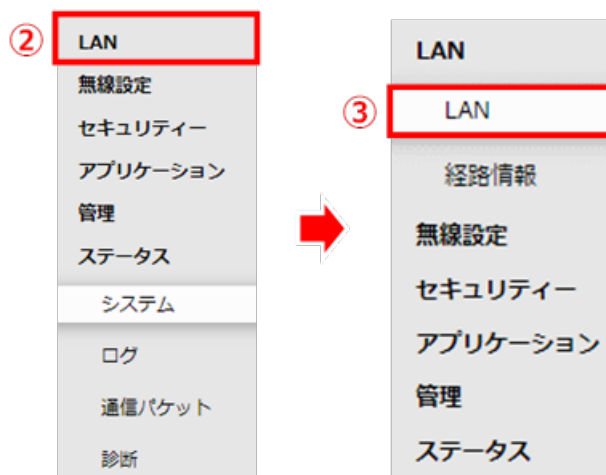 ②
LAN
無線設定
セキュリティー
アプリケーション
管理
ステータス
システム
ログ
通信パケット
診断
LAN
③
LAN
経路情報
無線設定
セキュリティー
アプリケーション
管理
ステータス